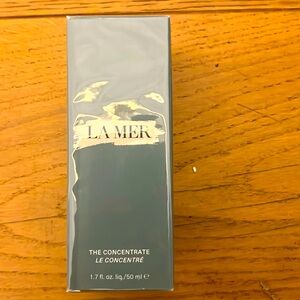 LA MER
THE CONCENTRATE
LE CONCENTRÉ
1.7 fl. oz. liq./50 ml ℮